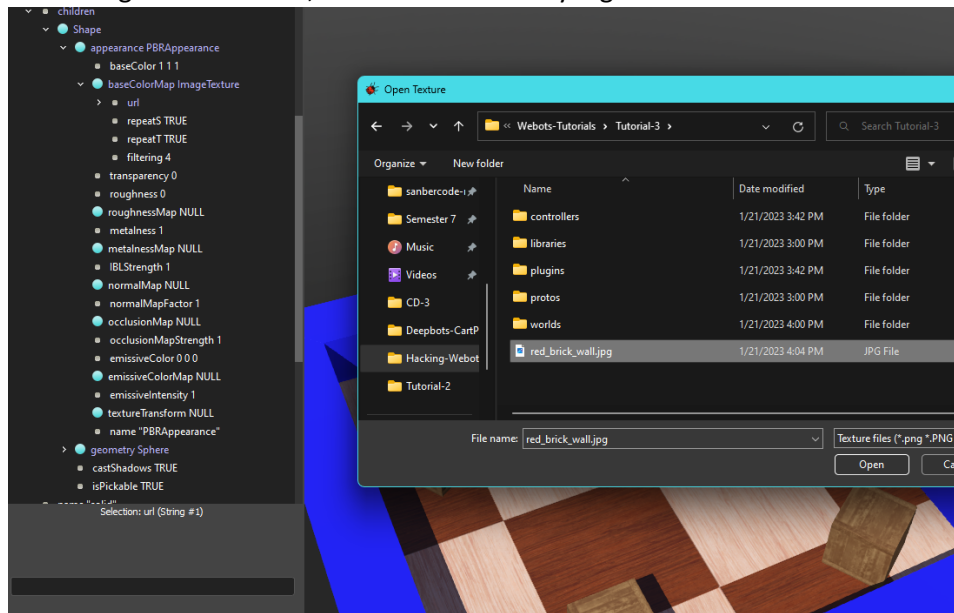 children
Shape
appearance PBRAppearance
baseColor 1 1 1
baseColorMap ImageTexture
url
repeatS TRUE
repeatT TRUE
filtering 4
transparency 0
roughness 0
roughnessMap NULL
metalness 1
metalnessMap NULL
IBLStrength 1
normalMap NULL
normalMapFactor 1
occlusionMap NULL
occlusionMapStrength 1
emissiveColor 0 0 0
emissiveColorMap NULL
emissiveIntensity 1
textureTransform NULL
name "PBRAppearance"
geometry Sphere
castShadows TRUE
isPickable TRUE
name "solid"
Selection: url (String #1)
Open Texture
« Webots-Tutorials > Tutorial-3 >
Search Tutorial-3
Organize
New folder
sanbercode-
Semester 7
Music
Videos
CD-3
Deepbots-CartP
Hacking-Webot
Tutorial-2
Name Date modified Type
controllers 1/21/2023 3:42 PM File folder
libraries 1/21/2023 3:00 PM File folder
plugins 1/21/2023 3:42 PM File folder
protos 1/21/2023 3:00 PM File folder
worlds 1/21/2023 4:00 PM File folder
red_brick_wall.jpg 1/21/2023 4:04 PM JPG File
File name: red_brick_wall.jpg
Texture files (*.png *.PNG
Open
Ca